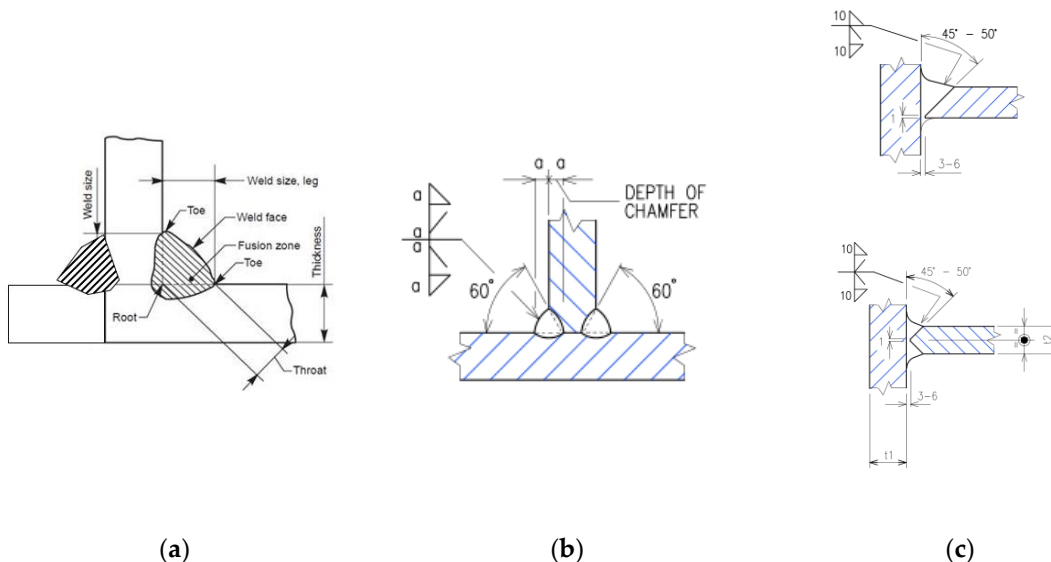 Weld size
Weld size, leg
Toe
Weld face
Fusion zone
Toe
Thickness
Root
Throat
(a)
a a
DEPTH OF
CHAMFER
a
a
a
a
60°
60°
(b)
10
10
45° - 50°
1
3-6
10
10
45° - 50°
1
=
=
t2
3-6
t1
(c)